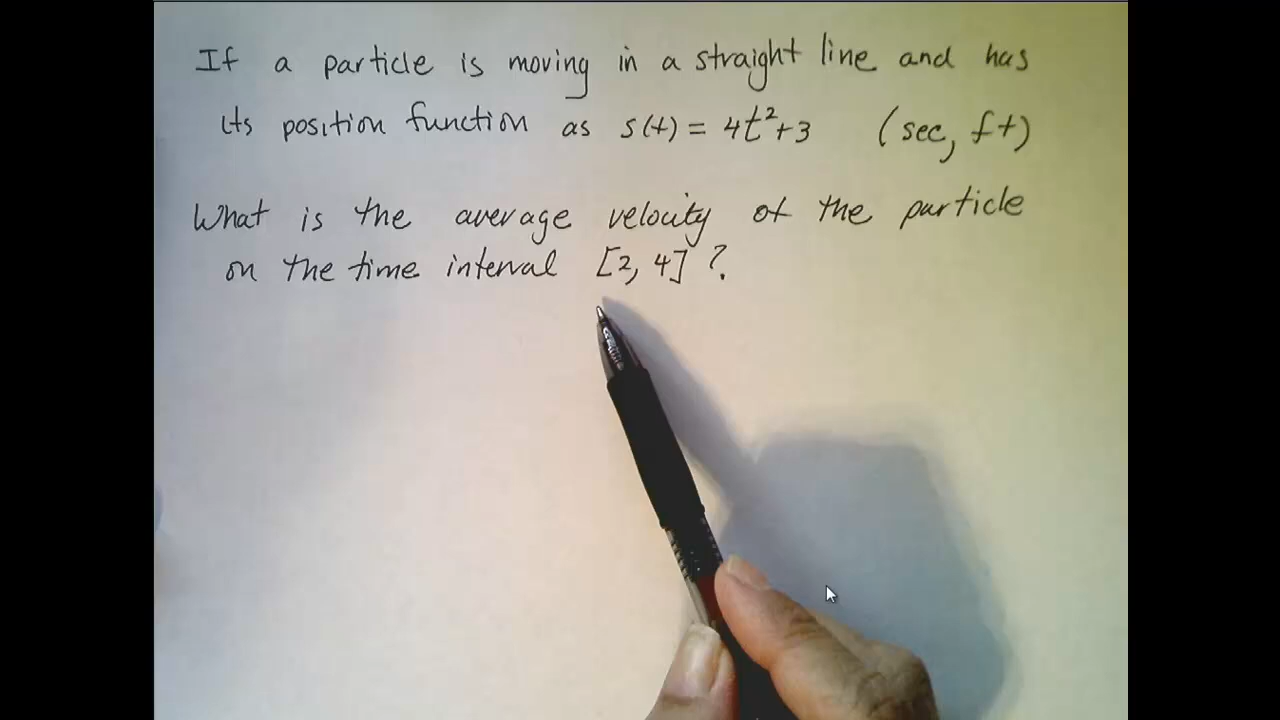 If a particle is moving in a straight line and has
its position function as s(t) = 4t²+3 (sec, ft)
What is the average velocity of the particle
on the time interval [2, 4] ?